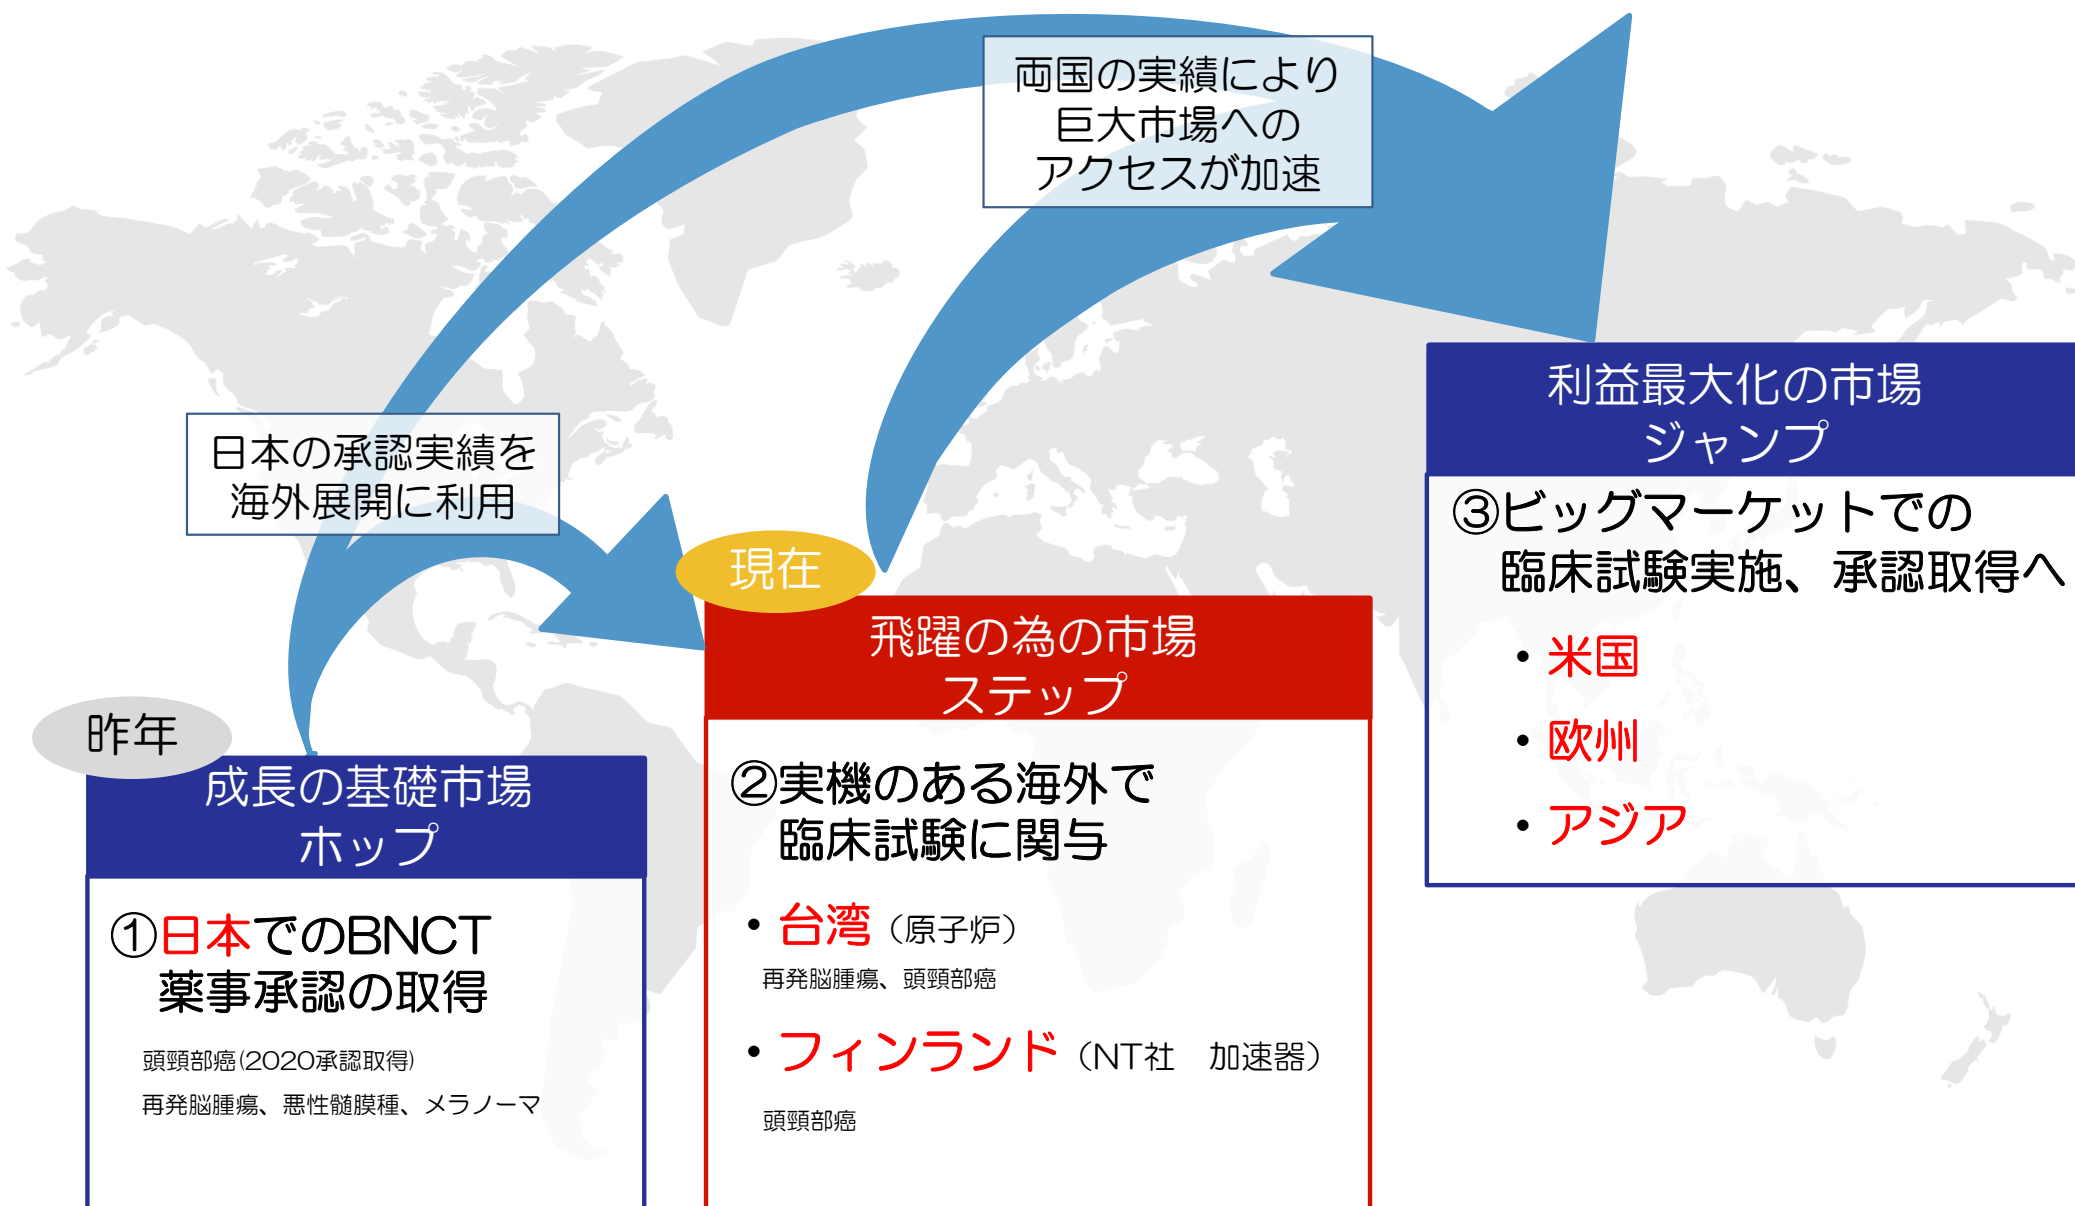 両国の実績により
巨大市場への
アクセスが加速
日本の承認実績を
海外展開に利用
昨年
成長の基礎市場
ホップ
①日本でのBNCT
薬事承認の取得
頭頸部癌(2020承認取得)
再発脳腫瘍、悪性髄膜種、メラノーマ
現在
飛躍の為の市場
ステップ
②実機のある海外で
臨床試験に関与
・台湾（原子炉）
再発脳腫瘍、頭頸部癌
・フィンランド（NT社　加速器）
頭頸部癌
利益最大化の市場
ジャンプ
③ビッグマーケットでの
臨床試験実施、承認取得へ
・米国
・欧州
・アジア